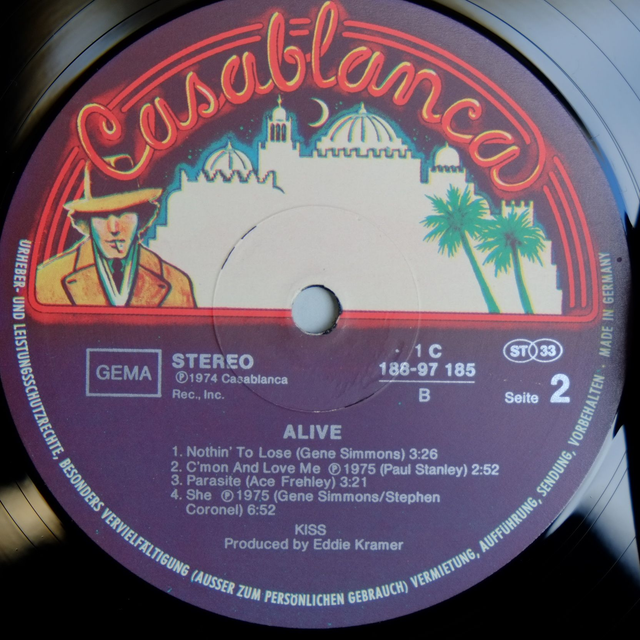 Casablanca
GEMA
STEREO
℗1974 Casablanca
Rec., Inc.
1 C
188-97 185
B
ST 33
Seite 2
ALIVE
1. Nothin' To Lose (Gene Simmons) 3:26
2. C'mon And Love Me ℗1975 (Paul Stanley) 2:52
3. Parasite (Ace Frehley) 3:21
4. She ℗1975 (Gene Simmons/Stephen
Coronel) 6:52
KISS
Produced by Eddie Kramer
URHEBER- UND LEISTUNGSSCHUTZRECHTE, BESONDERS VERVIELFÄLTIGUNG (AUSSER ZUM PERSÖNLICHEN GEBRAUCH) VERMIETUNG, AUFFÜHRUNG, SENDUNG, VORBEHALTEN · MADE IN GERMANY